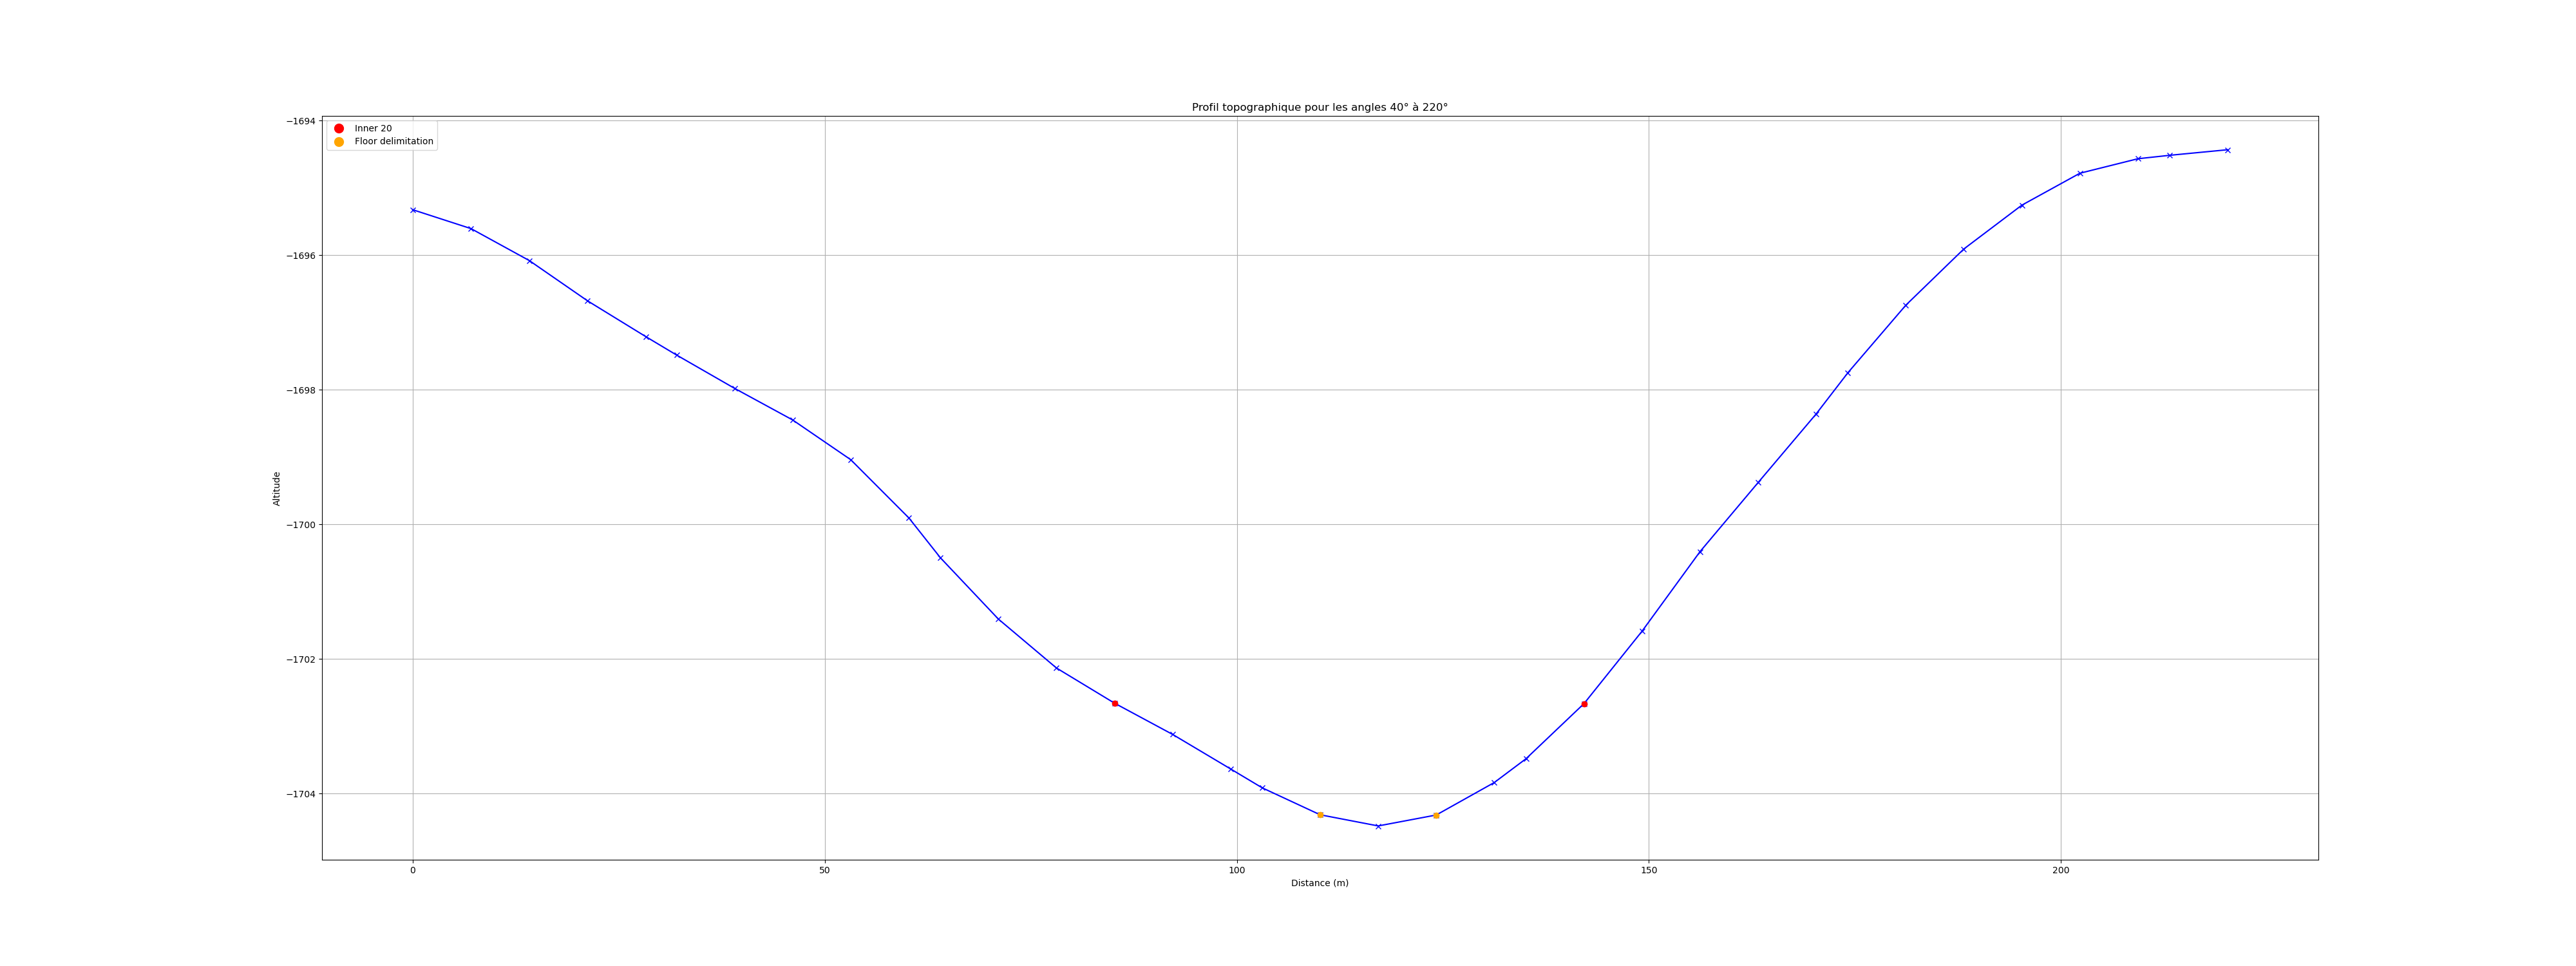 Profil topographique pour les angles 40° à 220°
Inner 20
Floor delimitation
−1694
−1696
−1698
−1700
−1702
−1704
Altitude
0 50 100 150 200
Distance (m)